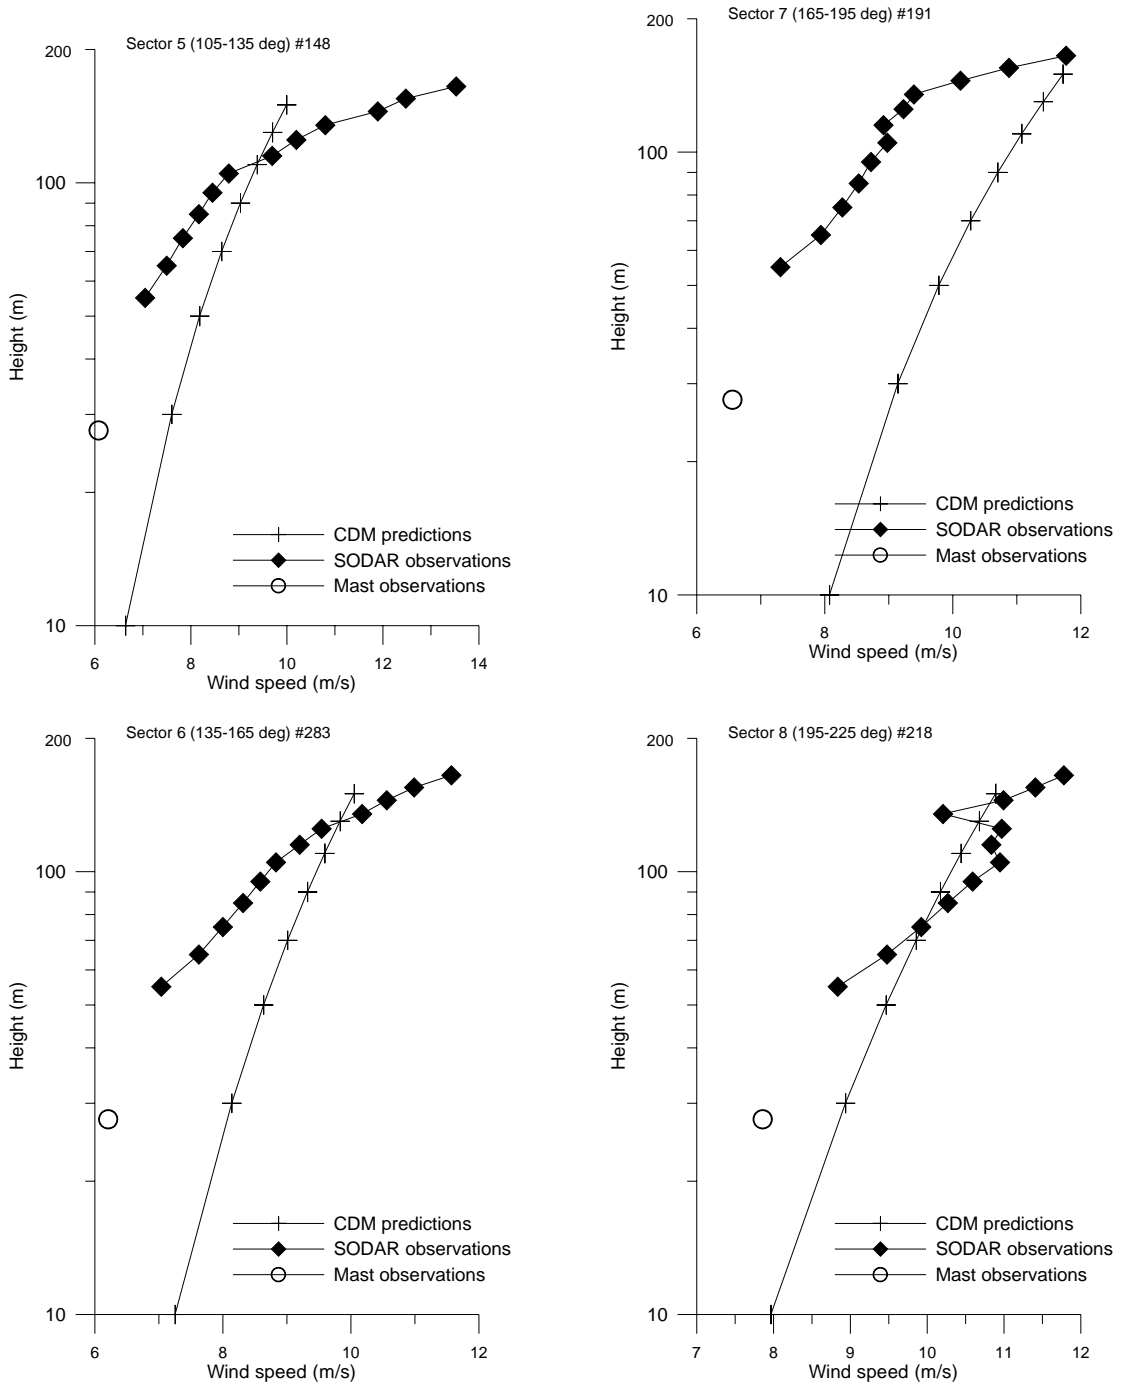 Sector 5 (105-135 deg) #148
200
100
10
Height (m)
CDM predictions
SODAR observations
Mast observations
6 8 10 12 14
Wind speed (m/s)
Sector 7 (165-195 deg) #191
200
100
10
Height (m)
CDM predictions
SODAR observations
Mast observations
6 8 10 12
Wind speed (m/s)
Sector 6 (135-165 deg) #283
200
100
10
Height (m)
CDM predictions
SODAR observations
Mast observations
6 8 10 12
Wind speed (m/s)
Sector 8 (195-225 deg) #218
200
100
10
Height (m)
CDM predictions
SODAR observations
Mast observations
7 8 9 10 11 12
Wind speed (m/s)